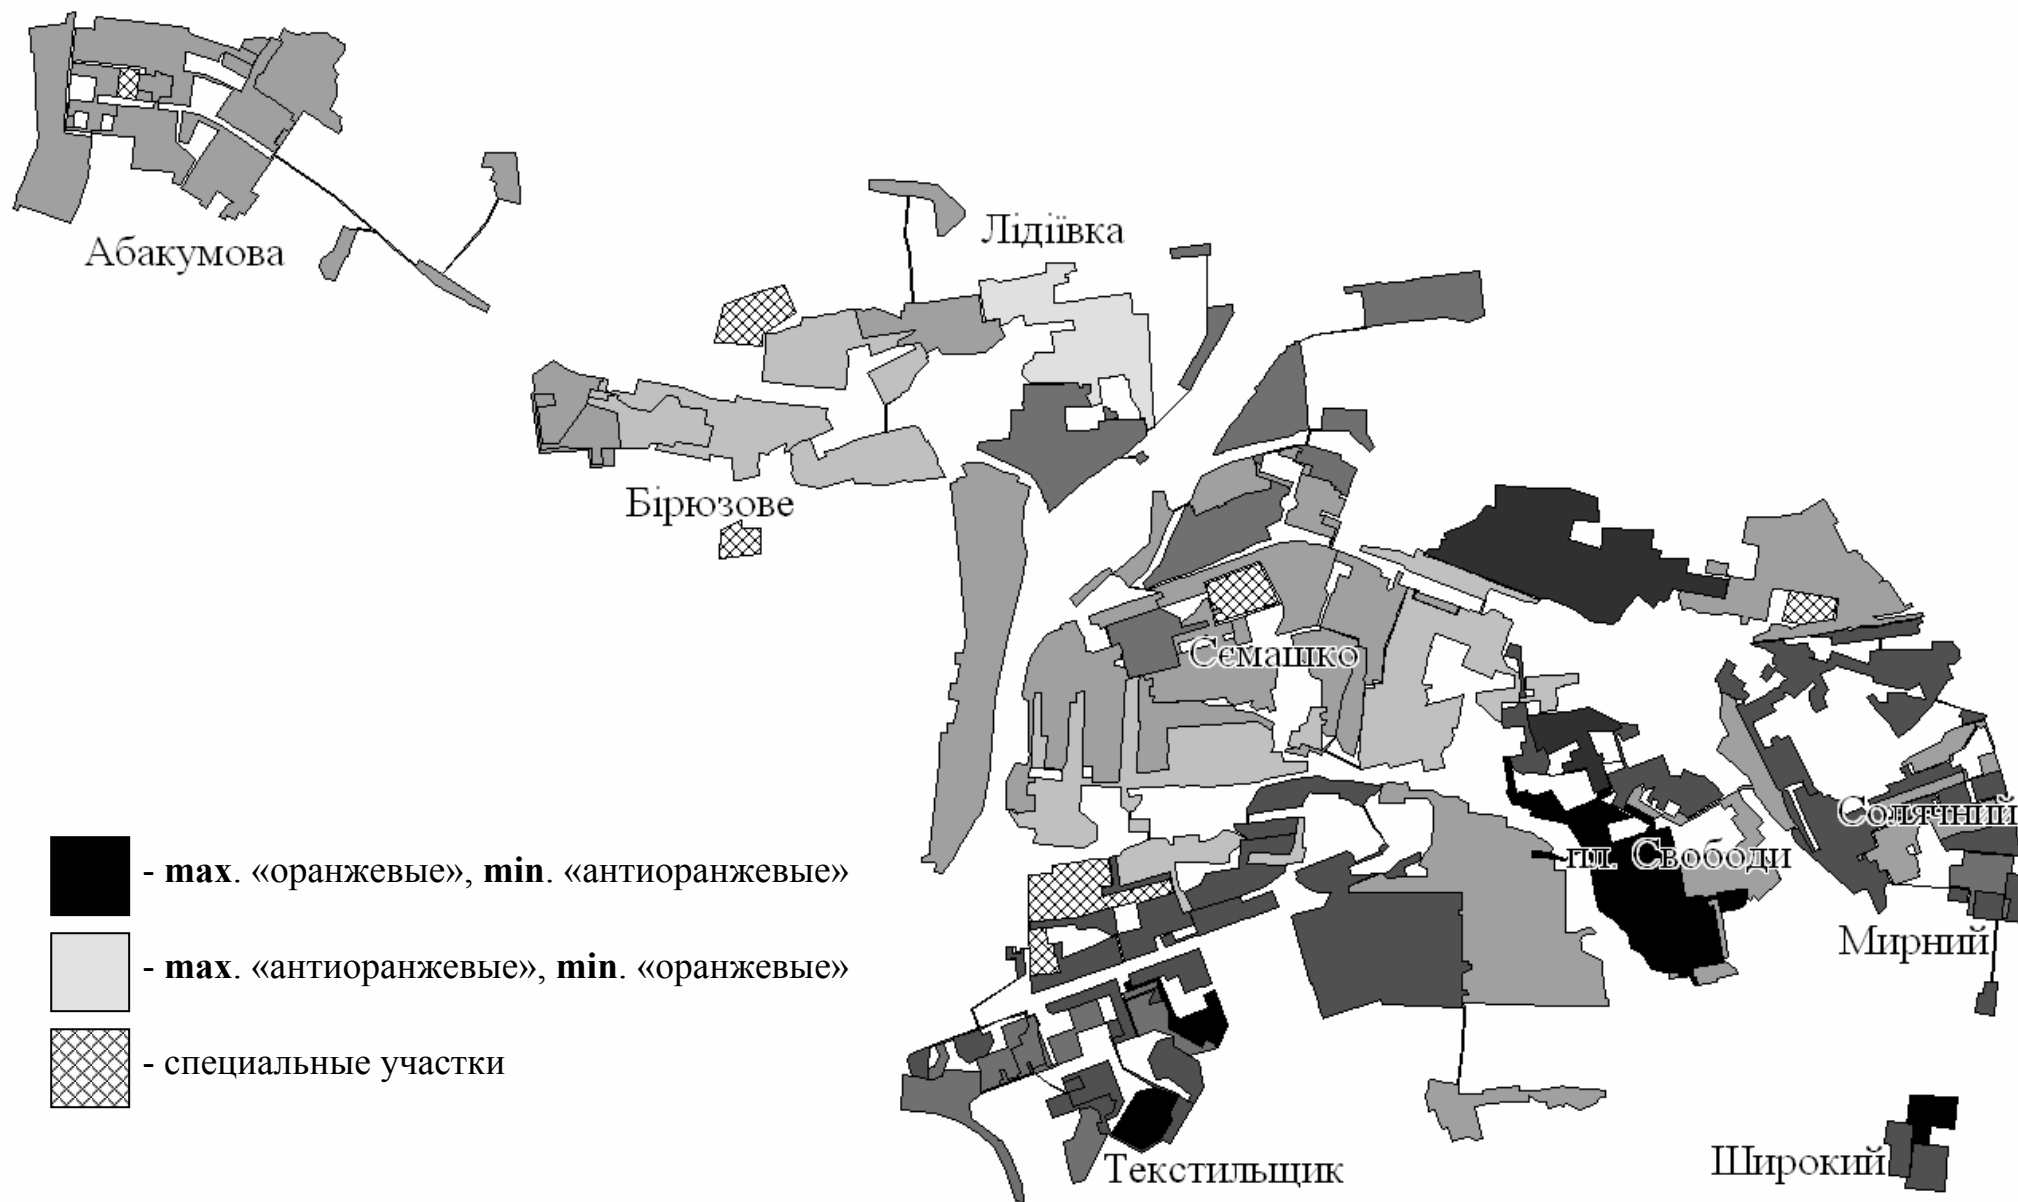 Абакумова
Лідіївка
Бірюзове
Семашко
Солячний
- max. «оранжевые», min. «антиоранжевые»
пл. Свободи
Мирний
- max. «антиоранжевые», min. «оранжевые»
- специальные участки
Текстильщик
Широкий